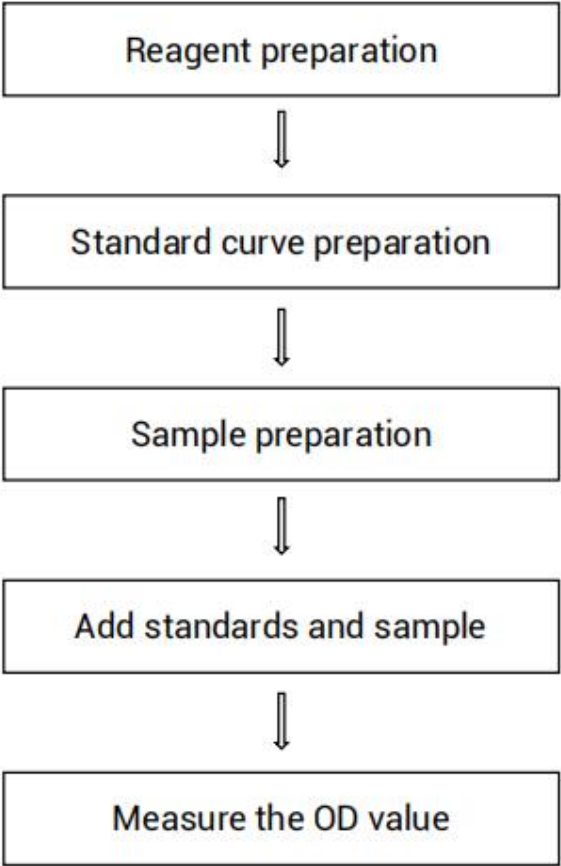 Reagent preparation
Standard curve preparation
Sample preparation
Add standards and sample
Measure the OD value